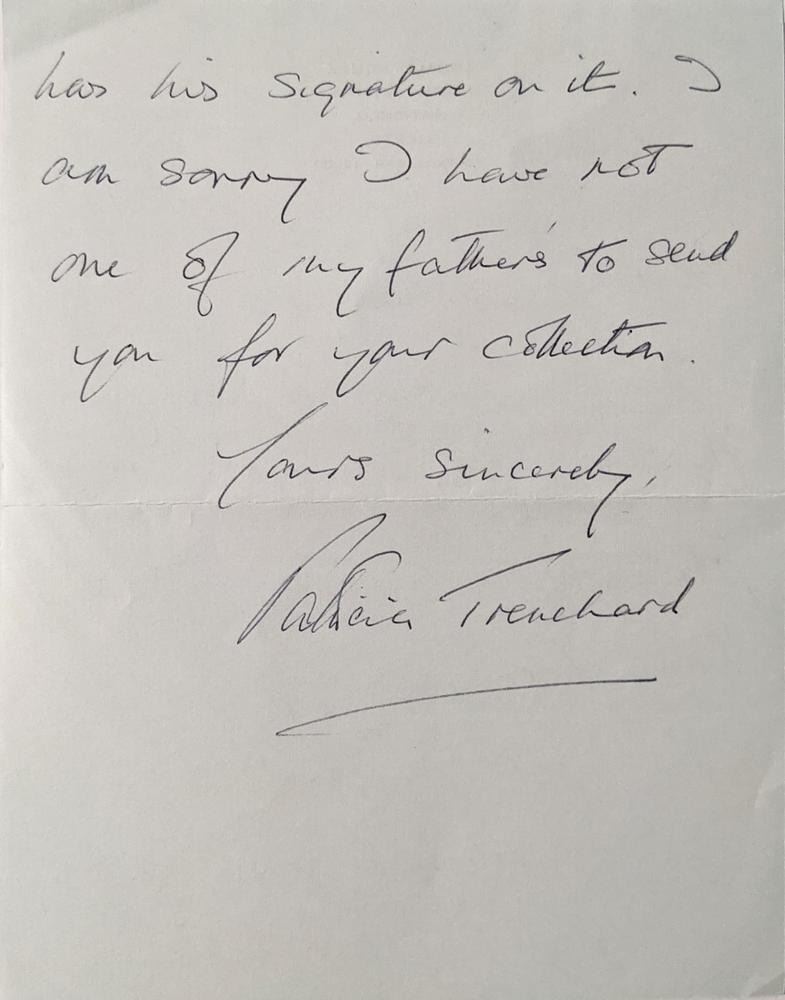 has his signature on it. I
am sorry I have not
one of my father's to send
you for your collection.
Yours sincerely,
Patricia Trenchard